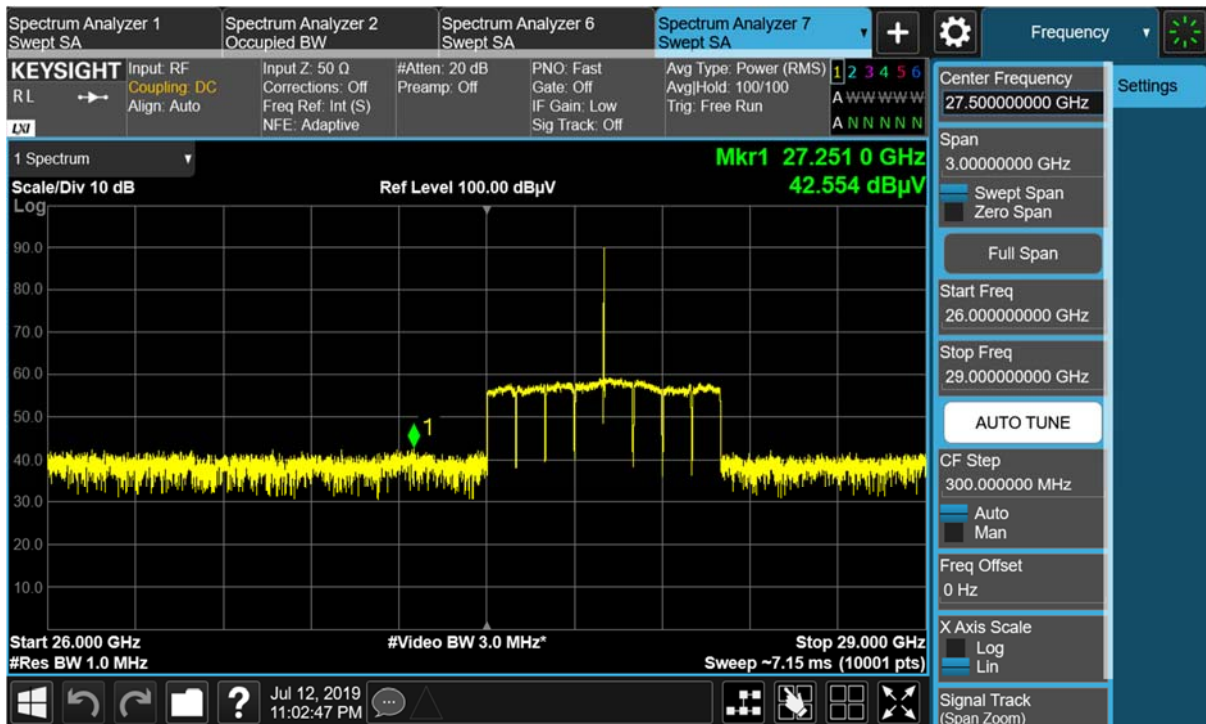 Spectrum Analyzer 1
Swept SA
Spectrum Analyzer 2
Occupied BW
Spectrum Analyzer 6
Swept SA
Spectrum Analyzer 7
Swept SA
Frequency
KEYSIGHT
RL
LXI
Input: RF
Coupling: DC
Align: Auto
Input Z: 50 Ω
Corrections: Off
Freq Ref: Int (S)
NFE: Adaptive
#Atten: 20 dB
Preamp: Off
PNO: Fast
Gate: Off
IF Gain: Low
Sig Track: Off
Avg Type: Power (RMS)
Avg|Hold: 100/100
Trig: Free Run
1 2 3 4 5 6
A W W W W W
A N N N N N
1 Spectrum
Scale/Div 10 dB
Ref Level 100.00 dBµV
Mkr1 27.251 0 GHz
42.554 dBµV
Log
90.0
80.0
70.0
60.0
50.0
40.0
30.0
20.0
10.0
1
Start 26.000 GHz
#Res BW 1.0 MHz
#Video BW 3.0 MHz*
Stop 29.000 GHz
Sweep ~7.15 ms (10001 pts)
Jul 12, 2019
11:02:47 PM
Center Frequency
27.500000000 GHz
Settings
Span
3.00000000 GHz
Swept Span
Zero Span
Full Span
Start Freq
26.000000000 GHz
Stop Freq
29.000000000 GHz
AUTO TUNE
CF Step
300.000000 MHz
Auto
Man
Freq Offset
0 Hz
X Axis Scale
Log
Lin
Signal Track
(Span Zoom)